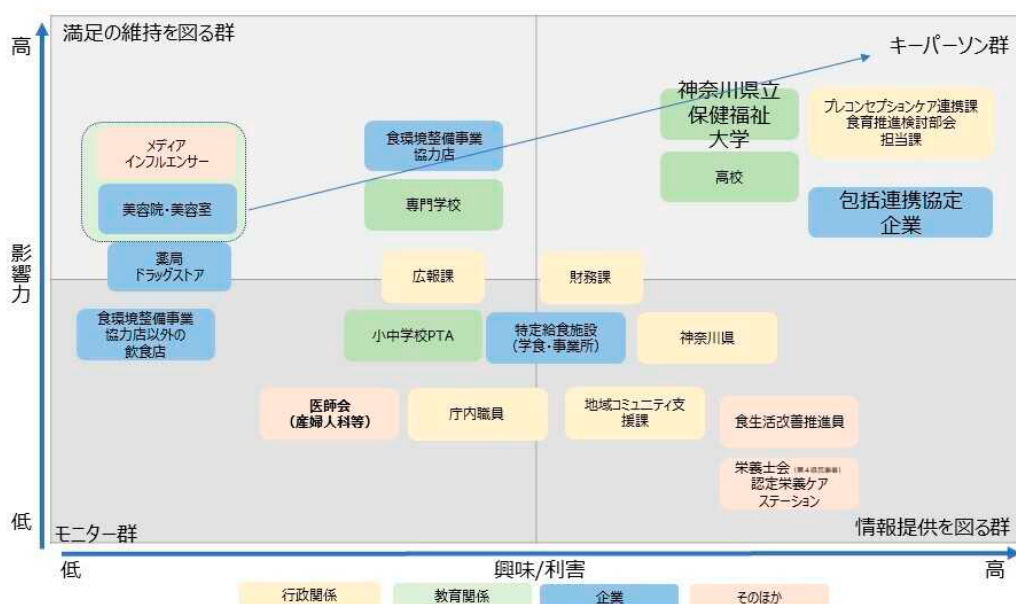 高
満足の維持を図る群
キーパーソン群
神奈川県立
保健福祉
大学
プレコンセプションケア連携課
食育推進検討部会
担当課
メディア
インフルエンサー
食環境整備事業
協力店
高校
美容院・美容室
専門学校
包括連携協定
企業
影響力
薬局
ドラッグストア
広報課
財務課
食環境整備事業
協力店以外の
飲食店
小中学校PTA
特定給食施設
(学食・事業所)
神奈川県
医師会
(産婦人科等)
庁内職員
地域コミュニティ支
援課
食生活改善推進員
栄養士会
認定栄養ケア
ステーション
低
モニター群
情報提供を図る群
低
興味/利害
高
行政関係
教育関係
企業
そのほか